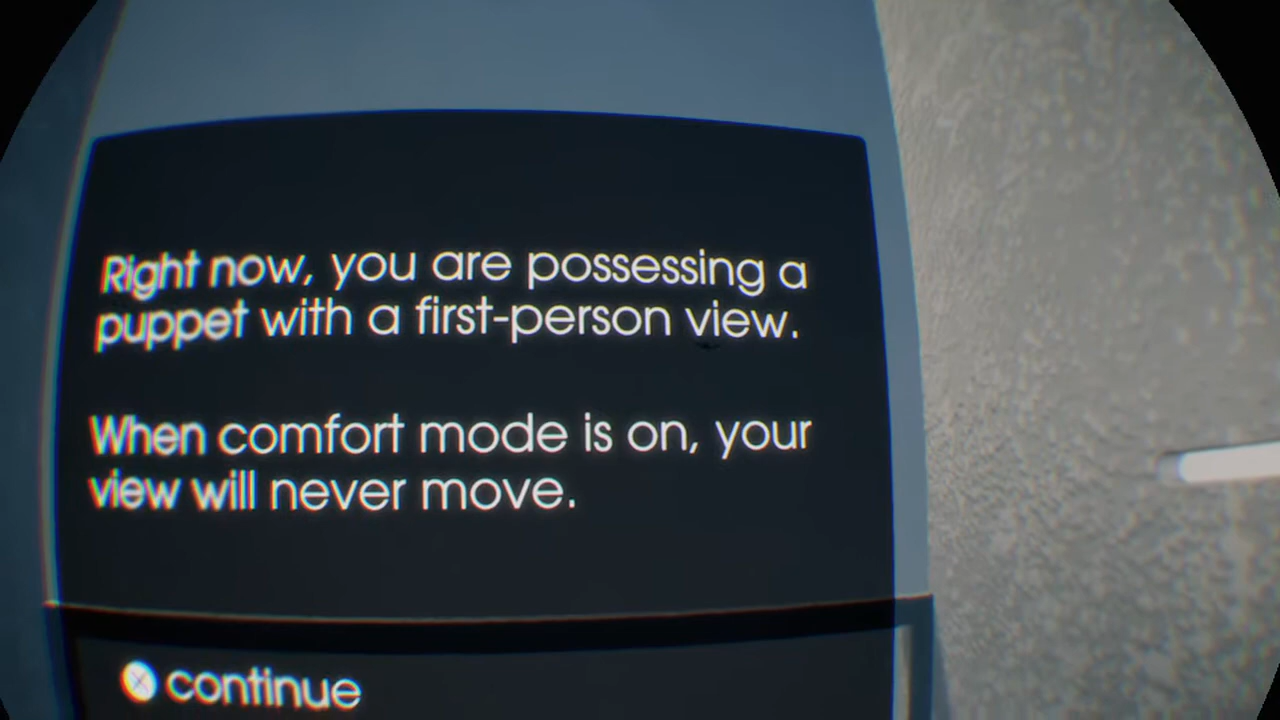 Right now, you are possessing a
puppet with a first-person view.
When comfort mode is on, your
view will never move.
continue